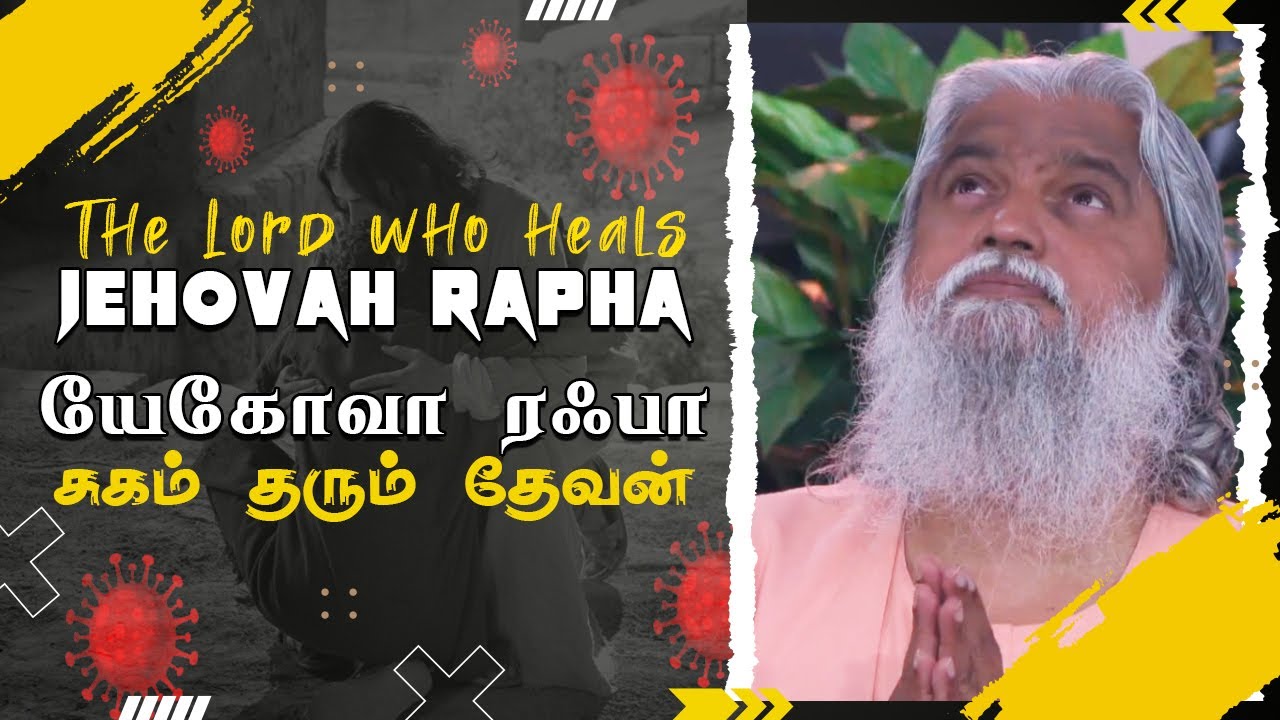 THe Lord wHo Heals
JEHOVAH RAPHA
யேகோவா ரஃபா
சுகம் தரும் தேவன்